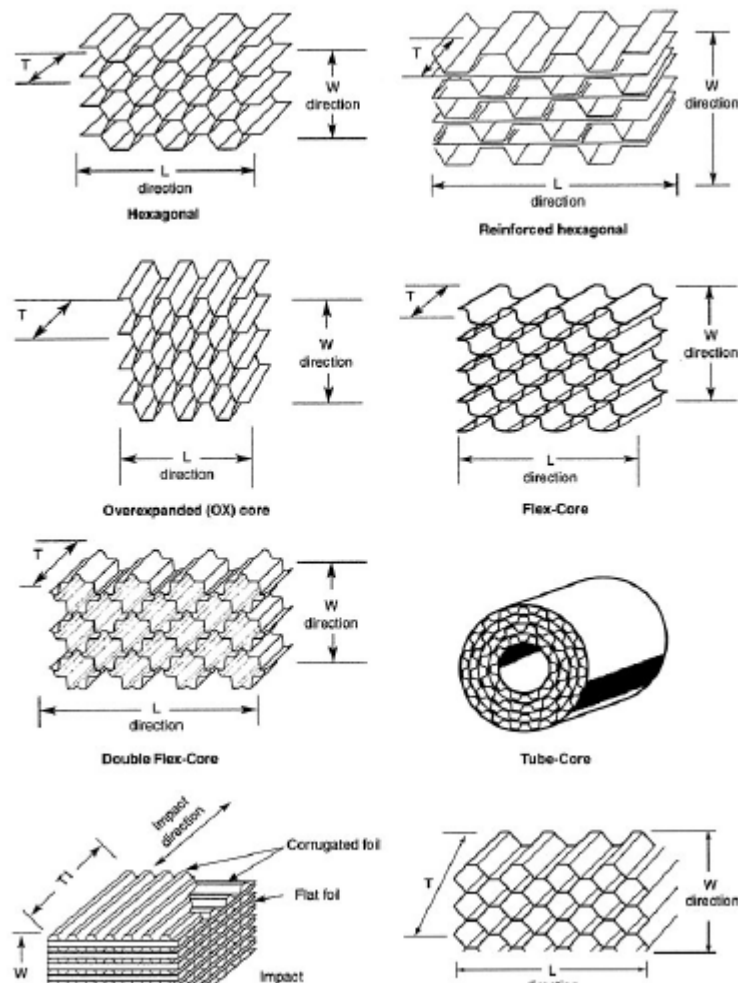 T
W
direction
L
direction
Hexagonal
T
W
direction
L
direction
Reinforced hexagonal
T
W
direction
L
direction
Overexpanded (OX) core
T
W
direction
L
direction
Flex-Core
T
W
direction
L
direction
Double Flex-Core
Tube-Core
Impact
direction
T1
Corrugated foil
Flat foil
W
Impact
T
W
direction
L
direction